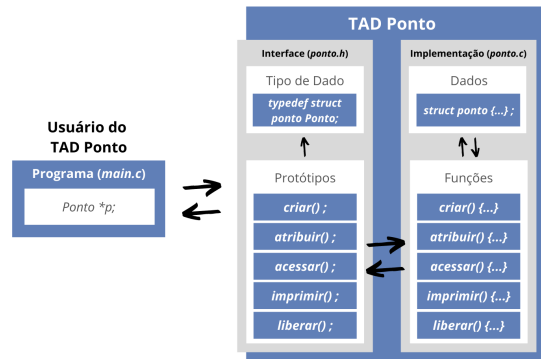 TAD Ponto
Usuário do
TAD Ponto
Programa (main.c)
Ponto *p;
Interface (ponto.h)
Tipo de Dado
typedef struct
ponto Ponto;
Protótipos
criar() ;
atribuir() ;
acessar() ;
imprimir() ;
liberar() ;
Implementação (ponto.c)
Dados
struct ponto {...} ;
Funções
criar() {...}
atribuir() {...}
acessar() {...}
imprimir() {...}
liberar() {...}